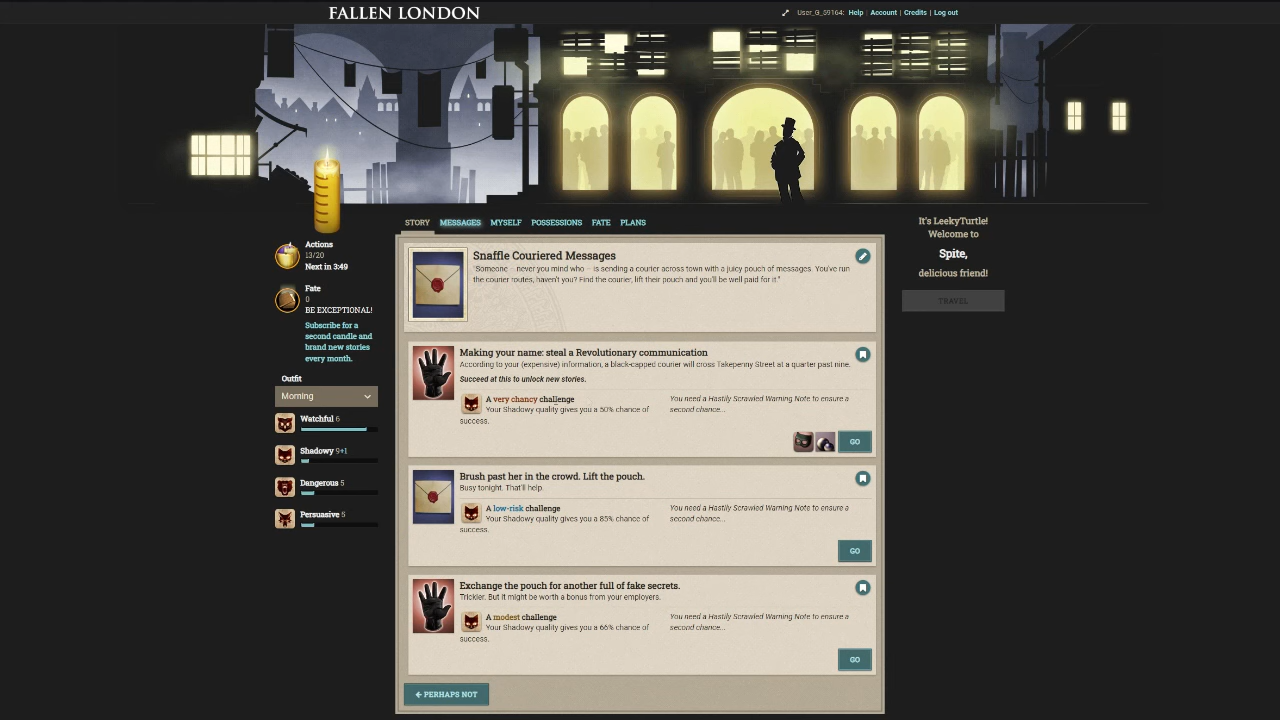 FALLEN LONDON
User_G_59164: Help | Account | Credits | Log out
STORY MESSAGES MYSELF POSSESSIONS FATE PLANS
Actions
13/20
Next in 3:49
Fate
0
BE EXCEPTIONAL!
Subscribe for a
second candle and
brand new stories
every month.
Outfit
Morning
Watchful 6
Shadowy 9+1
Dangerous 5
Persuasive 5
Snaffle Couriered Messages
"Someone – never you mind who – is sending a courier across town with a juicy pouch of messages. You've run
the courier routes, haven't you? Find the courier, lift their pouch and you'll be well paid for it."
Making your name: steal a Revolutionary communication
According to your (expensive) information, a black-capped courier will cross Takepenny Street at a quarter past nine.
Succeed at this to unlock new stories.
A very chancy challenge
Your Shadowy quality gives you a 50% chance of
success.
You need a Hastily Scrawled Warning Note to ensure a
second chance...
GO
Brush past her in the crowd. Lift the pouch.
Busy tonight. That'll help.
A low-risk challenge
Your Shadowy quality gives you a 85% chance of
success.
You need a Hastily Scrawled Warning Note to ensure a
second chance...
GO
Exchange the pouch for another full of fake secrets.
Trickier. But it might be worth a bonus from your employers.
A modest challenge
Your Shadowy quality gives you a 66% chance of
success.
You need a Hastily Scrawled Warning Note to ensure a
second chance...
GO
PERHAPS NOT
It's LeekyTurtle!
Welcome to
Spite,
delicious friend!
TRAVEL